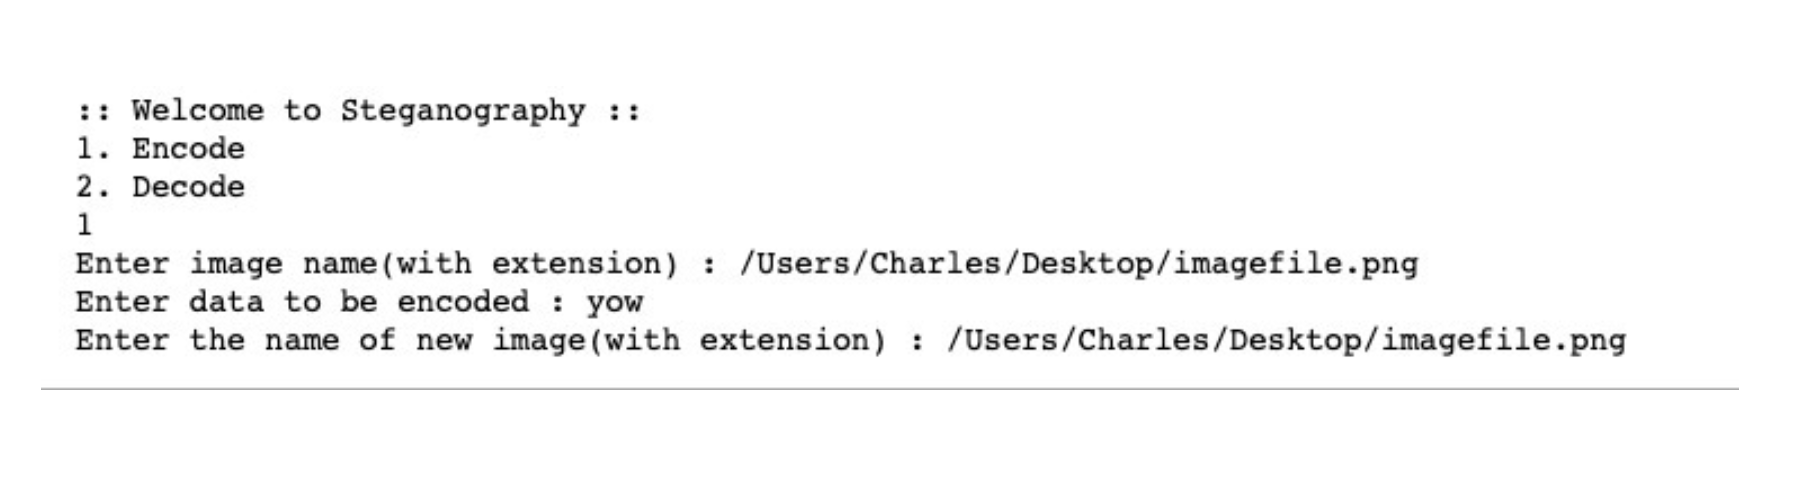 :: Welcome to Steganography ::
1. Encode
2. Decode
1
Enter image name(with extension) : /Users/Charles/Desktop/imagefile.png
Enter data to be encoded : yow
Enter the name of new image(with extension) : /Users/Charles/Desktop/imagefile.png